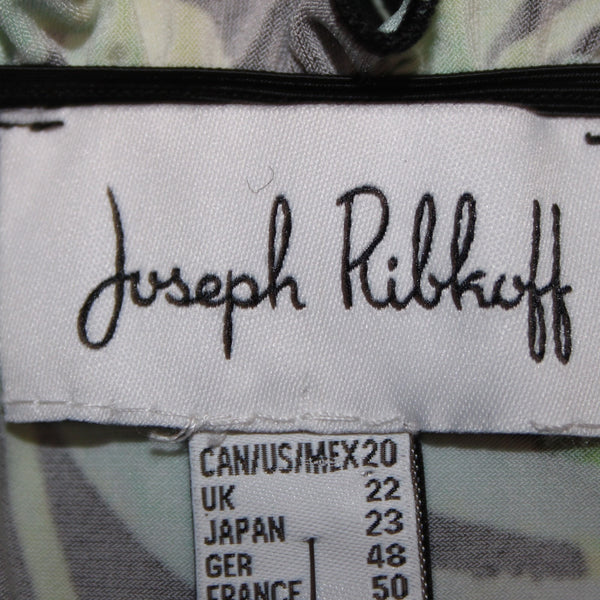 Joseph Ribkoff
CAN/US/MEX 20
UK 22
JAPAN 23
GER 48
FRANCE 50